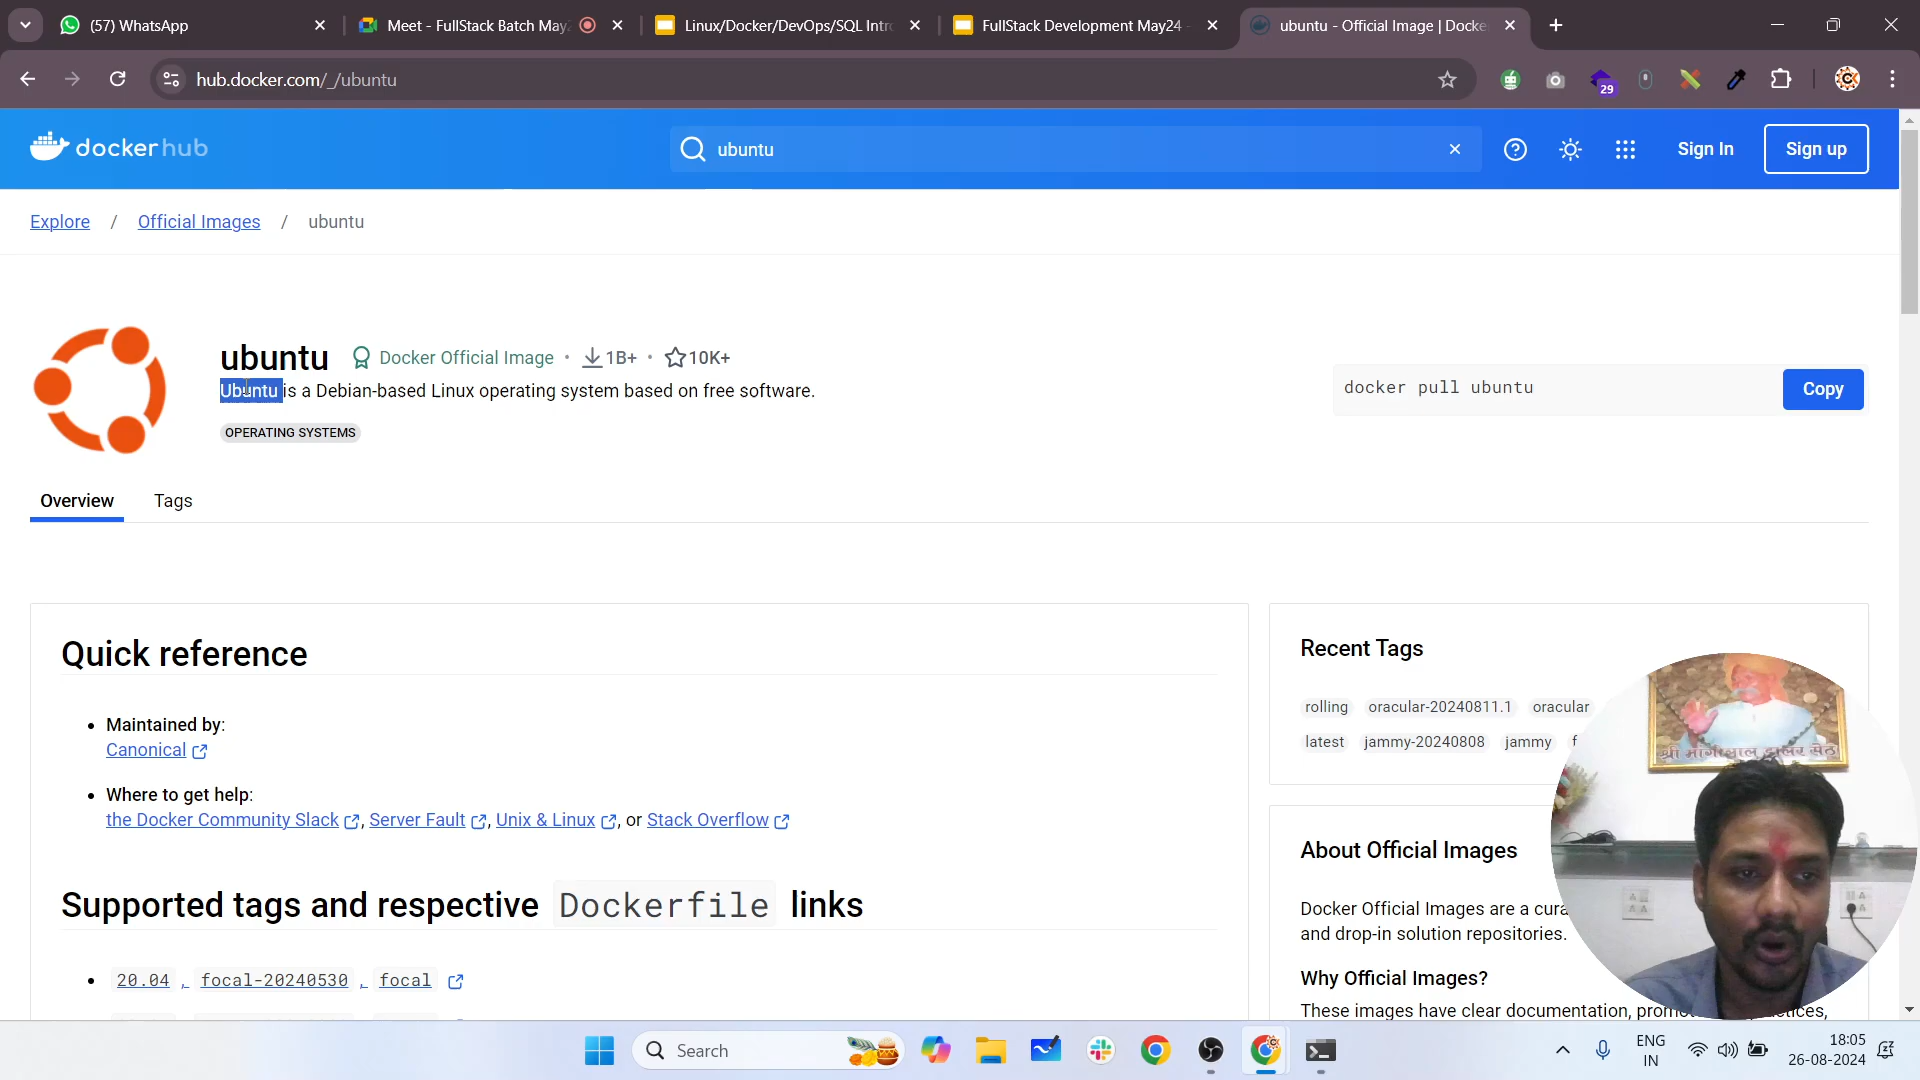 (57) WhatsApp
Meet - FullStack Batch May
Linux/Docker/DevOps/SQL Intro
FullStack Development May24 -
ubuntu - Official Image | Docke
hub.docker.com/_/ubuntu
29
dockerhub
ubuntu
Sign In
Sign up
Explore / Official Images / ubuntu
ubuntu
Docker Official Image • 1B+ • 10K+
Ubuntu is a Debian-based Linux operating system based on free software.
docker pull ubuntu
Copy
OPERATING SYSTEMS
Overview
Tags
Quick reference
• Maintained by:
Canonical
• Where to get help:
the Docker Community Slack , Server Fault , Unix & Linux , or Stack Overflow
Supported tags and respective Dockerfile links
• 20.04 , focal-20240530 , focal
Recent Tags
rolling oracular-20240811.1 oracular
latest jammy-20240808 jammy f
About Official Images
Docker Official Images are a cura
and drop-in solution repositories.
Why Official Images?
These images have clear documentation,
श्री मांगीलाल
Search
ENG
IN
18:05
26-08-2024